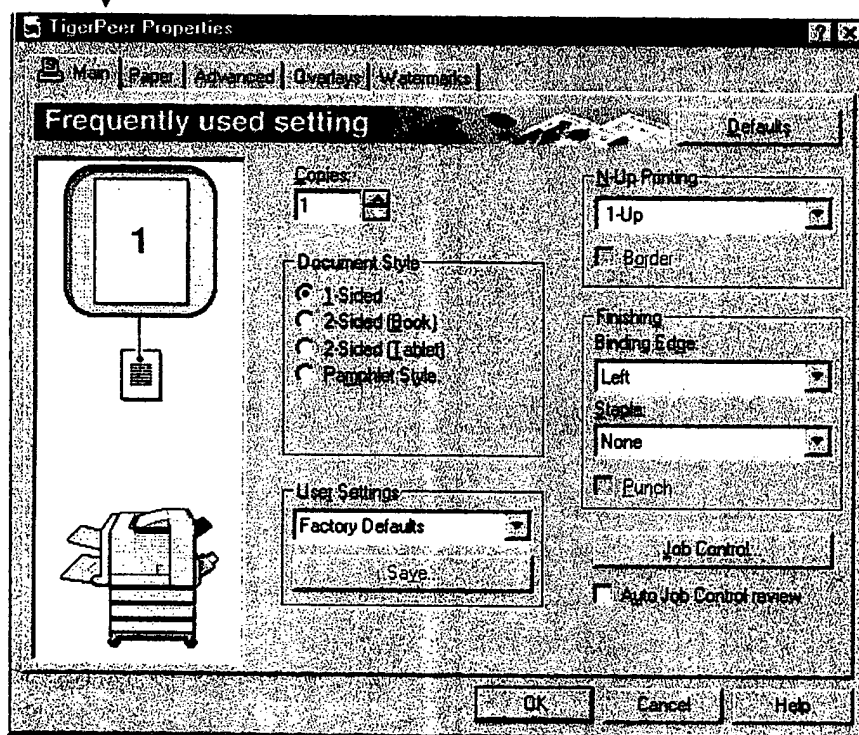 TigerPeer Properties
Main Paper Advanced Overlays Watermarks
Frequently used setting
Defaults
1
Copies:
1
Document Style
1-Sided
2-Sided (Book)
2-Sided (Tablet)
Pamphlet Style
User Settings
Factory Defaults
Save
N-Up Printing
1-Up
Border
Finishing
Binding Edge:
Left
Staple:
None
Punch
Job Control...
Auto Job Control review
OK Cancel Help